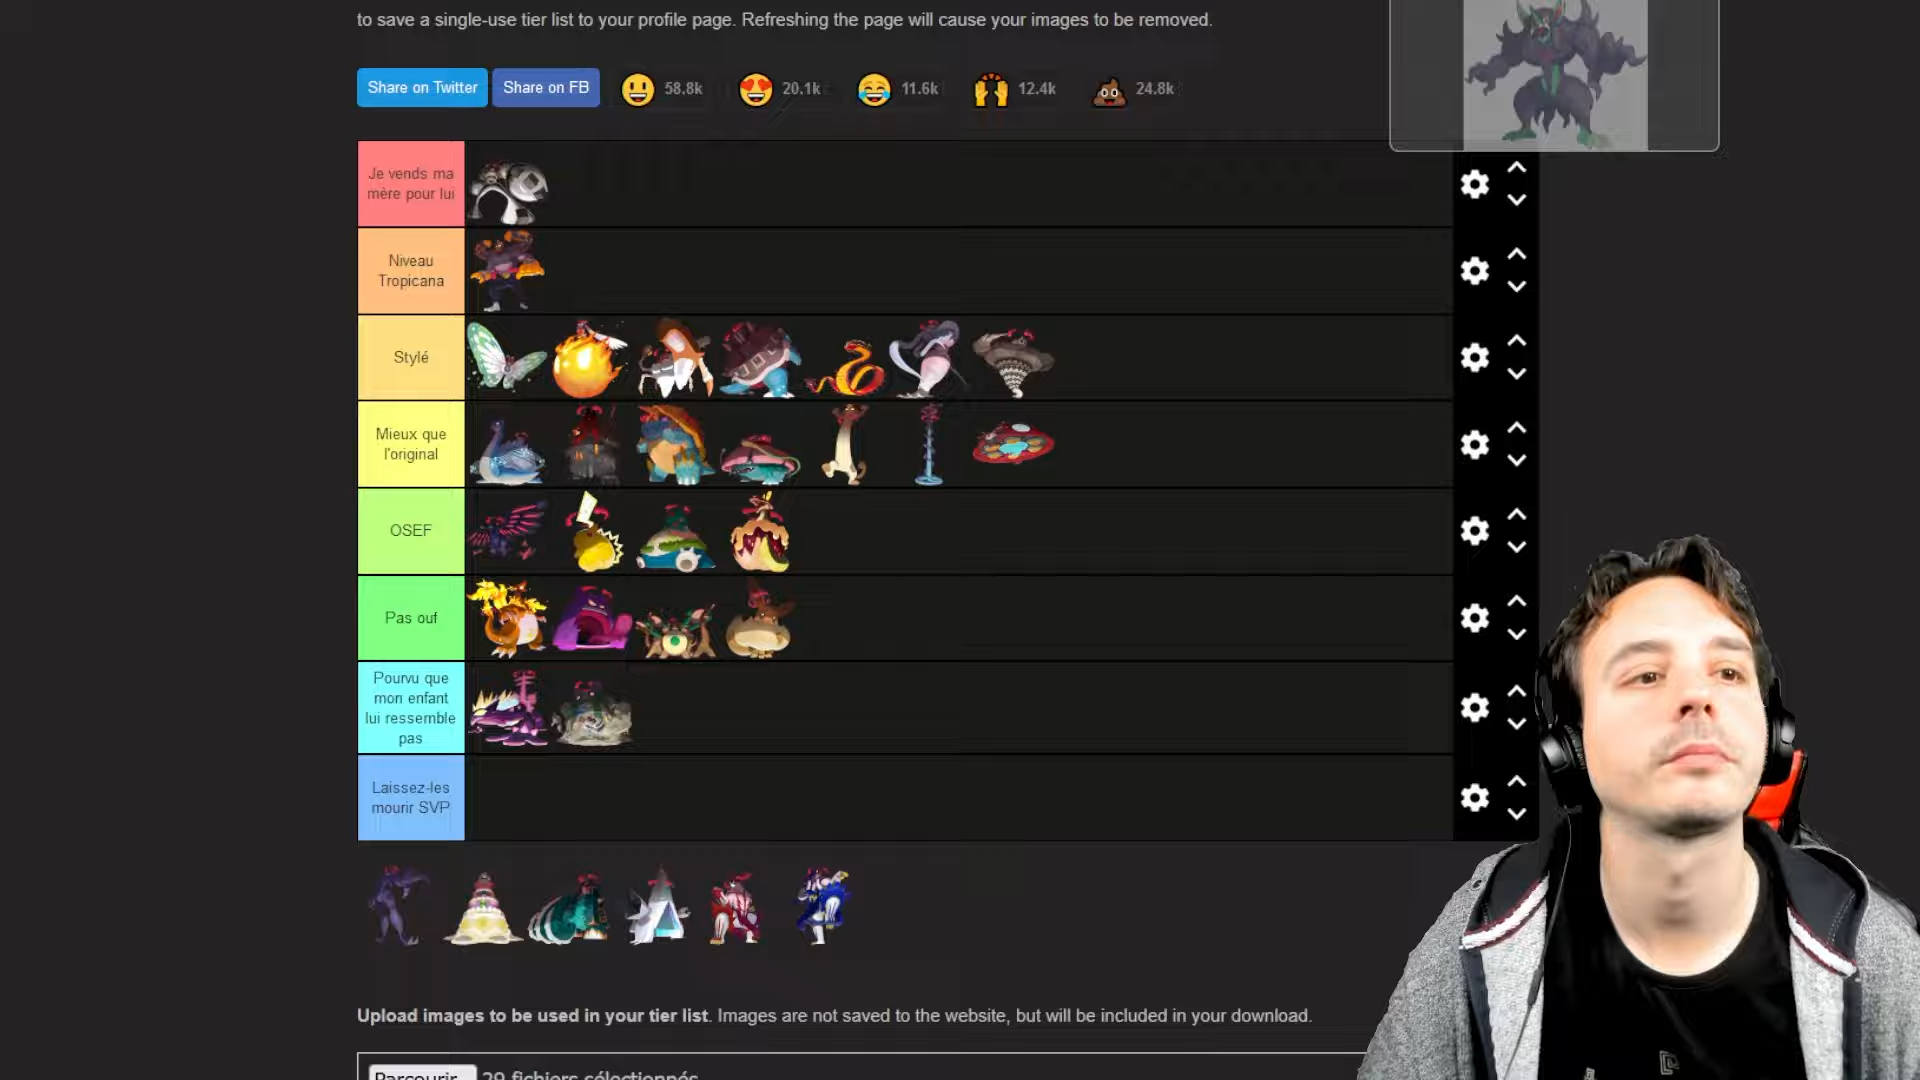 to save a single-use tier list to your profile page. Refreshing the page will cause your images to be removed.
Share on Twitter
Share on FB
58.8k
20.1k
11.6k
12.4k
24.8k
Je vends ma
mère pour lui
Niveau
Tropicana
Stylé
Mieux que
l'original
OSEF
Pas ouf
Pourvu que
mon enfant
lui ressemble
pas
Laissez-les
mourir SVP
Upload images to be used in your tier list. Images are not saved to the website, but will be included in your download.
Parcourir
29 fichiers sélectionnés